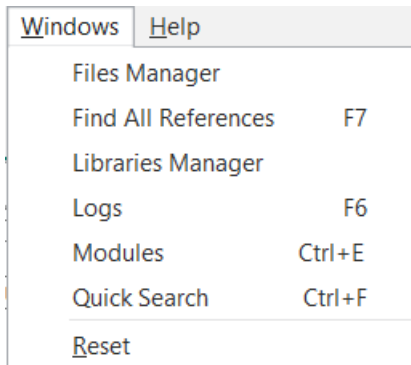 Windows Help
Files Manager
Find All References F7
Libraries Manager
Logs F6
Modules Ctrl+E
Quick Search Ctrl+F
Reset